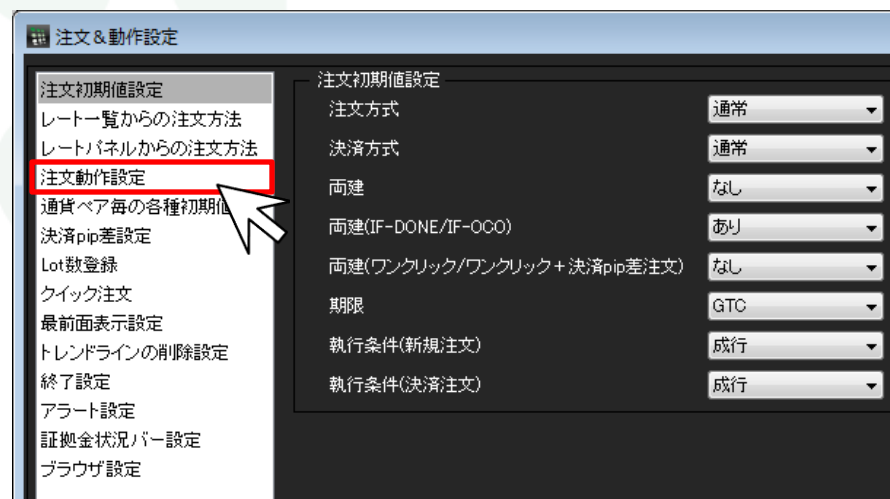 注文&動作設定
注文初期値設定
レート一覧からの注文方法
レートパネルからの注文方法
注文動作設定
通貨ペア毎の各種初期値
決済pip差設定
Lot数登録
クイック注文
最前面表示設定
トレンドラインの削除設定
終了設定
アラート設定
証拠金状況バー設定
ブラウザ設定
注文初期値設定
注文方式 通常
決済方式 通常
両建 なし
両建(IF-DONE/IF-OCO) あり
両建(ワンクリック/ワンクリック+決済pip差注文) なし
期限 GTC
執行条件(新規注文) 成行
執行条件(決済注文) 成行